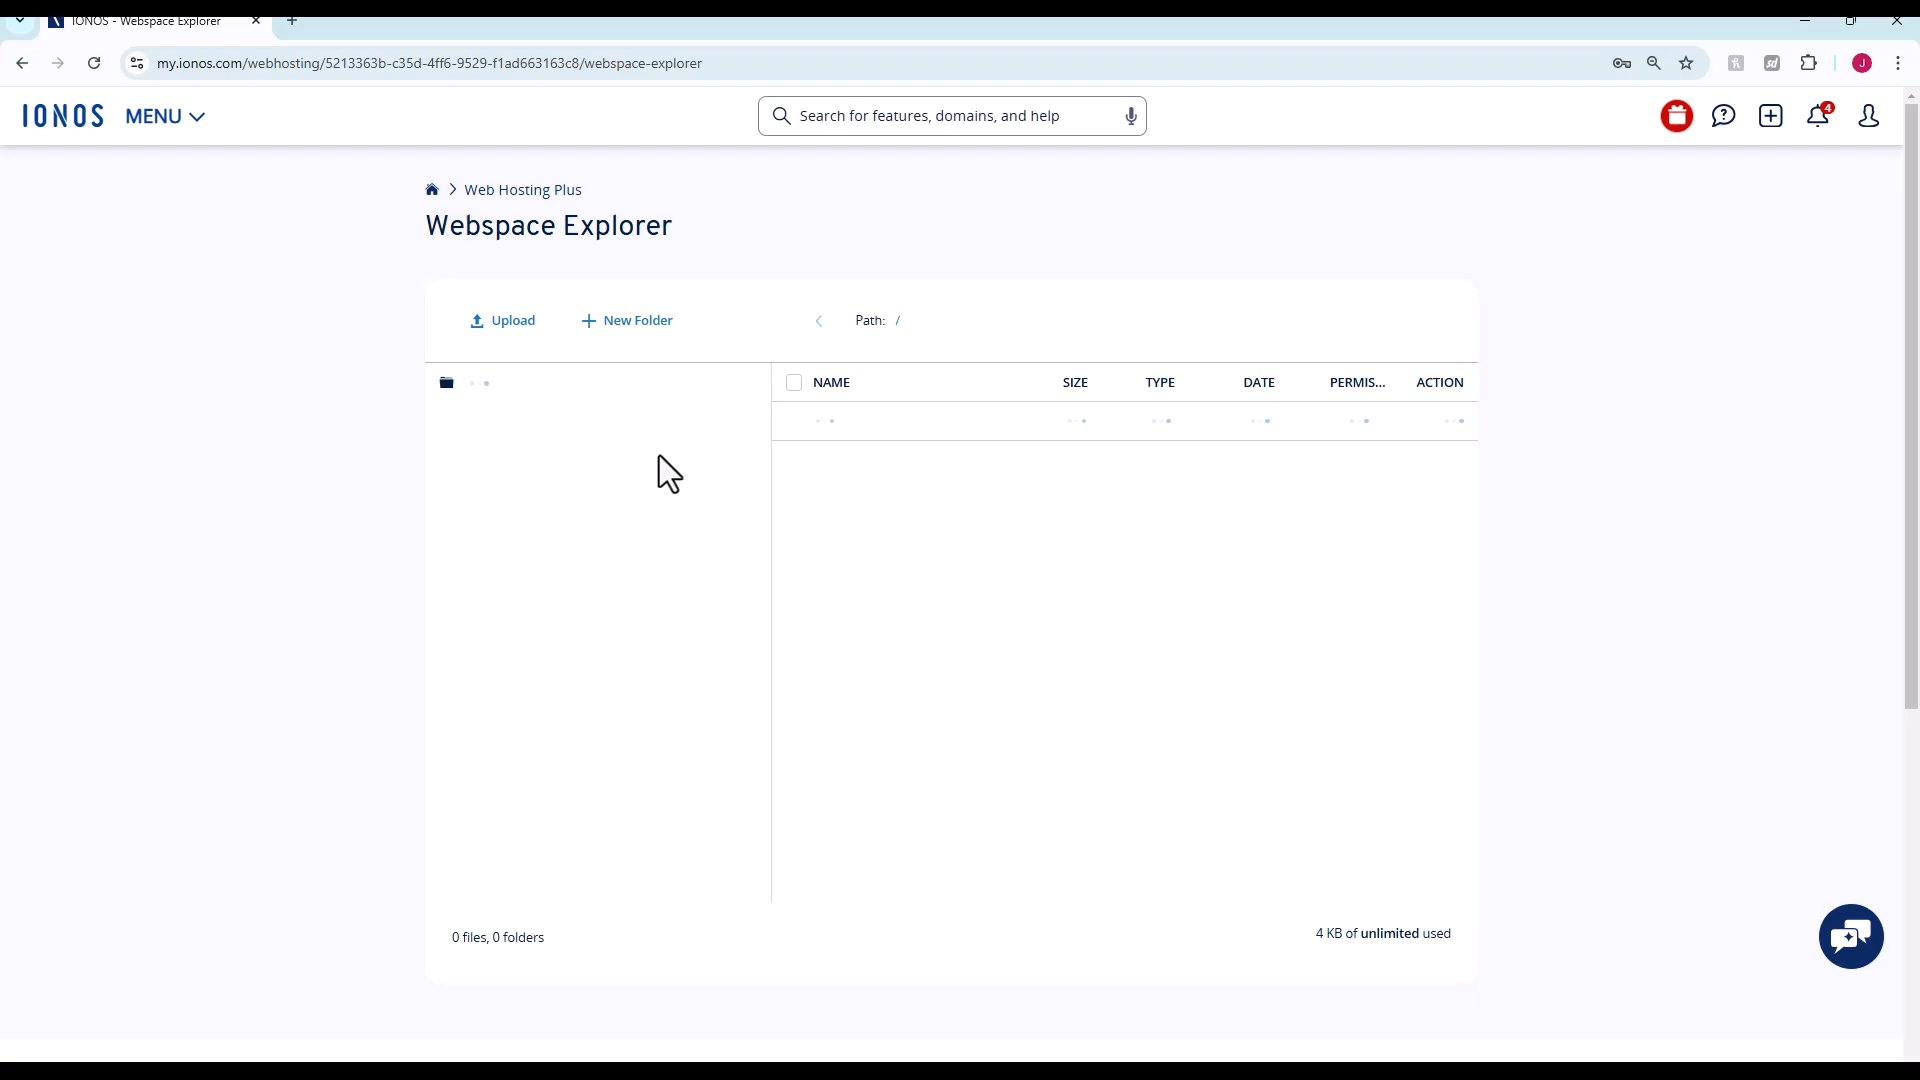 IONOS - Webspace Explorer
my.ionos.com/webhosting/5213363b-c35d-4ff6-9529-f1ad663163c8/webspace-explorer
J
IONOS MENU
Search for features, domains, and help
4
Web Hosting Plus
Webspace Explorer
Upload
New Folder
Path: /
NAME SIZE TYPE DATE PERMIS... ACTION
0 files, 0 folders
4 KB of unlimited used